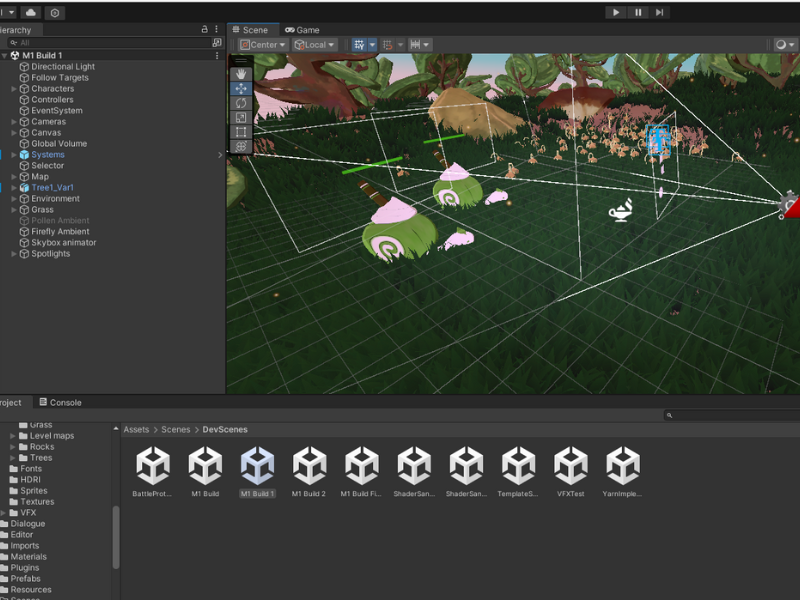 Scene
Game
Center
Local
ierarchy
All
M1 Build 1
Directional Light
Follow Targets
Characters
Controllers
EventSystem
Cameras
Canvas
Global Volume
Systems
Selector
Map
Tree1_Var1
Environment
Grass
Pollen Ambient
Firefly Ambient
Skybox animator
Spotlights
roject
Console
Grass
Level maps
Rocks
Trees
Fonts
HDRI
Sprites
Textures
VFX
Dialogue
Editor
Imports
Materials
Plugins
Prefabs
Resources
Assets > Scenes > DevScenes
BattleProt... M1 Build M1 Build 1 M1 Build 2 M1 Build Fi... ShaderSan... ShaderSan... TemplateS... VFXTest YarnImple...